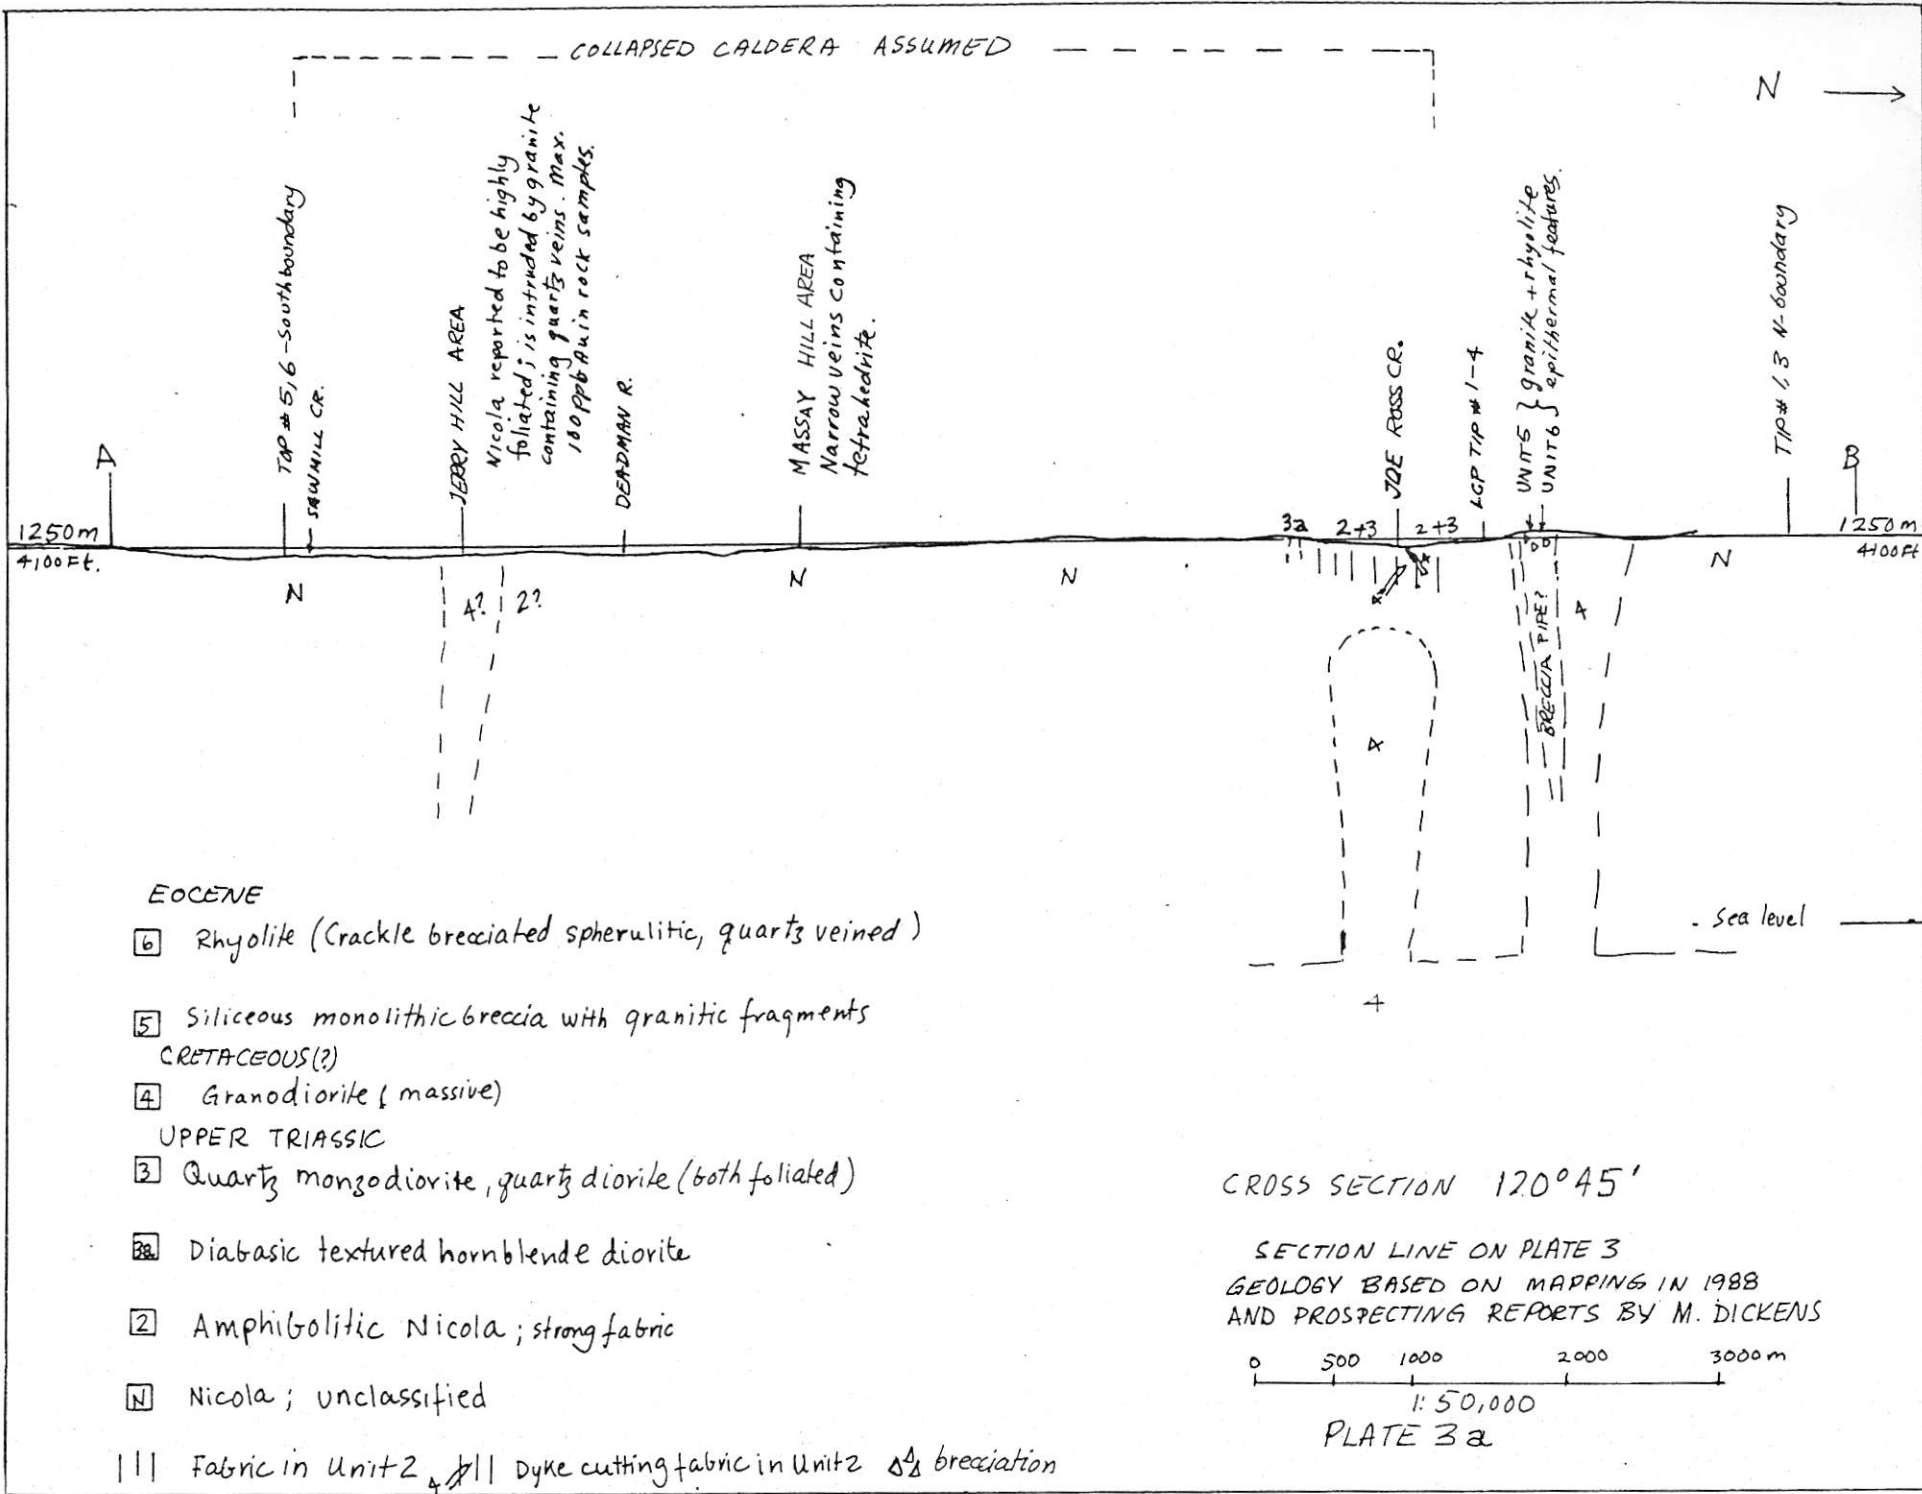 COLLAPSED CALDERA ASSUMED
N
A
TOP # 5,6 - South boundary
SAWMILL CR.
JERRY HILL AREA
Nicola reported to be highly
foliated; is intruded by granite
containing quartz veins. Max.
100 ppb Au in rock samples.
DEADMAN R.
MASSAY HILL AREA
Narrow veins containing
tetrahedrite.
JOE ROSS CR.
LGP TIP # 1-4
UNIT 5 } granite + rhyolite
UNIT 6 } epithermal features.
TIP # 1,3 N-boundary
B
1250m
4100 Ft.
3a
2+3
2+3
1250m
4100 Ft
N
4?
2?
N
N
N
BRECCIA PIPE?
4
4
4
Sea level
EOCENE
6 Rhyolite (Crackle brecciated spherulitic, quartz veined)
5 Siliceous monolithic breccia with granitic fragments
CRETACEOUS(?)
4 Granodiorite (massive)
UPPER TRIASSIC
3 Quartz monzodiorite, quartz diorite (both foliated)
3a Diabasic textured hornblende diorite
2 Amphibolitic Nicola; strong fabric
N Nicola; unclassified
Fabric in Unit 2 4 Dyke cutting fabric in Unit 2 brecciation
CROSS SECTION 120°45'
SECTION LINE ON PLATE 3
GEOLOGY BASED ON MAPPING IN 1988
AND PROSPECTING REPORTS BY M. DICKENS
0 500 1000 2000 3000m
1:50,000
PLATE 3a